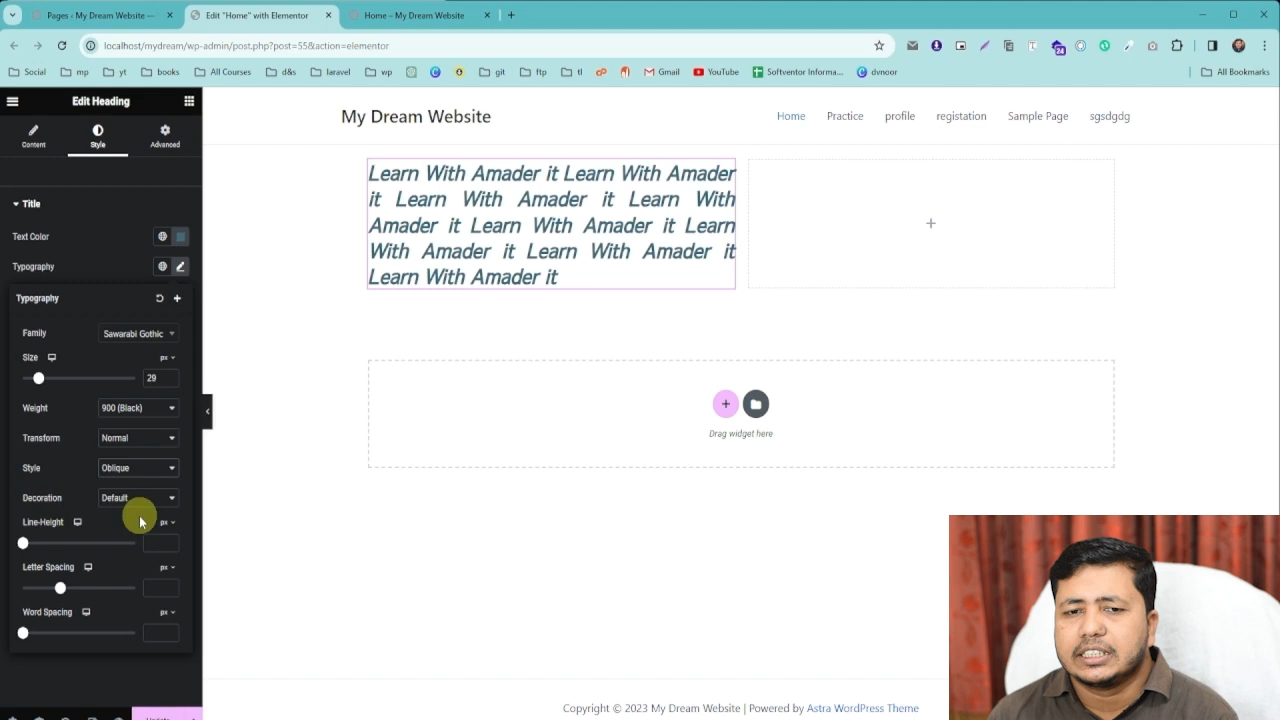 Pages ‹ My Dream Website —
Edit "Home" with Elementor
Home – My Dream Website
localhost/mydream/wp-admin/post.php?post=55&action=elementor
24
Social
mp
yt
books
All Courses
d&s
laravel
wp
git
ftp
tl
Gmail
YouTube
Softventor Informa...
dvnoor
All Bookmarks
Edit Heading
Content
Style
Advanced
Title
Text Color
Typography
Typography
Family
Sawarabi Gothic
Size
px
29
Weight
900 (Black)
Transform
Normal
Style
Oblique
Decoration
Default
Line-Height
px
Letter Spacing
px
Word Spacing
px
My Dream Website
Home
Practice
profile
registation
Sample Page
sgsdgdg
Learn With Amader it Learn With Amader
it Learn With Amader it Learn With
Amader it Learn With Amader it Learn
With Amader it Learn With Amader it
Learn With Amader it
Drag widget here
Copyright © 2023 My Dream Website | Powered by Astra WordPress Theme